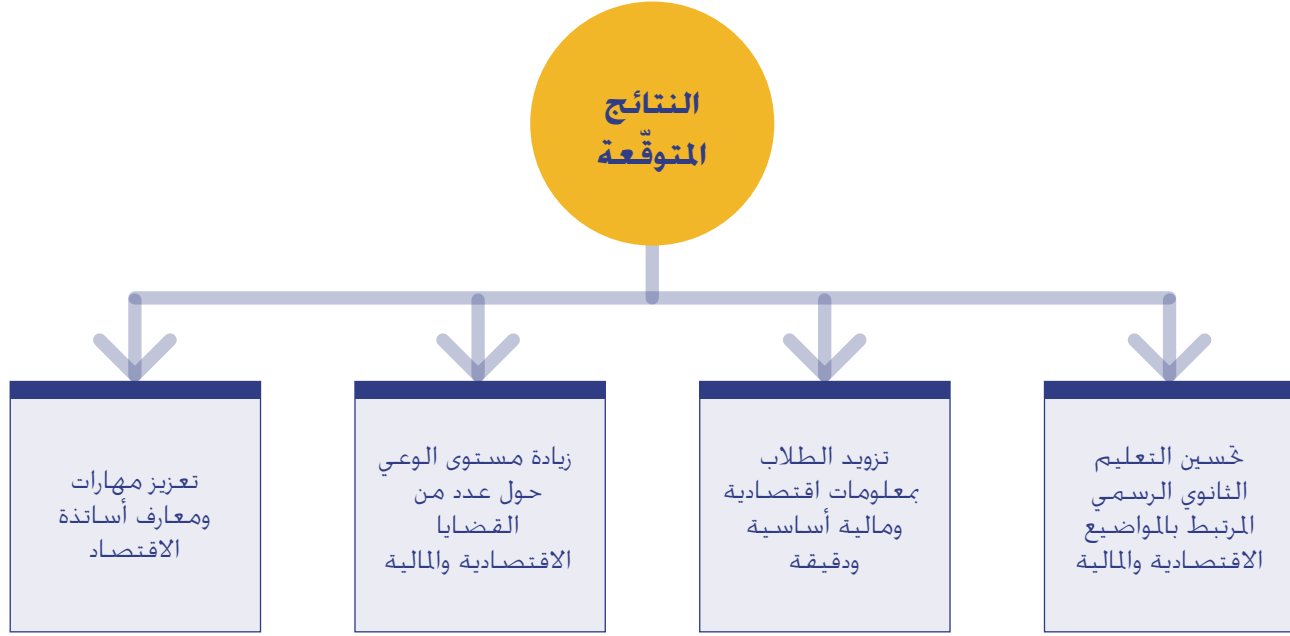 النتائج
المتوقّعة
تحسين التعليم
الثانوي الرسمي
المرتبط بالمواضيع
الاقتصادية والمالية
تزويد الطلاب
بمعلومات اقتصادية
ومالية أساسية
ودقيقة
زيادة مستوى الوعي
حول عدد من
القضايا
الاقتصادية والمالية
تعزيز مهارات
ومعارف أساتذة
الاقتصاد